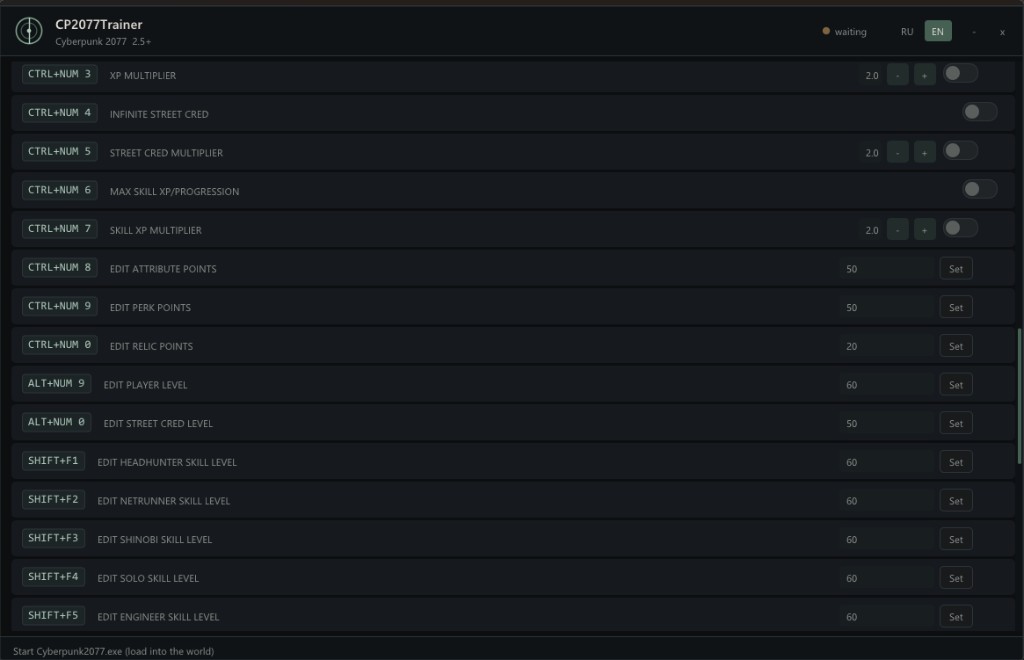 CP2077Trainer
Cyberpunk 2077 2.5+
waiting RU EN - x
CTRL+NUM 3 XP MULTIPLIER 2.0 - +
CTRL+NUM 4 INFINITE STREET CRED
CTRL+NUM 5 STREET CRED MULTIPLIER 2.0 - +
CTRL+NUM 6 MAX SKILL XP/PROGRESSION
CTRL+NUM 7 SKILL XP MULTIPLIER 2.0 - +
CTRL+NUM 8 EDIT ATTRIBUTE POINTS 50 Set
CTRL+NUM 9 EDIT PERK POINTS 50 Set
CTRL+NUM 0 EDIT RELIC POINTS 20 Set
ALT+NUM 9 EDIT PLAYER LEVEL 60 Set
ALT+NUM 0 EDIT STREET CRED LEVEL 50 Set
SHIFT+F1 EDIT HEADHUNTER SKILL LEVEL 60 Set
SHIFT+F2 EDIT NETRUNNER SKILL LEVEL 60 Set
SHIFT+F3 EDIT SHINOBI SKILL LEVEL 60 Set
SHIFT+F4 EDIT SOLO SKILL LEVEL 60 Set
SHIFT+F5 EDIT ENGINEER SKILL LEVEL 60 Set
Start Cyberpunk2077.exe (load into the world)